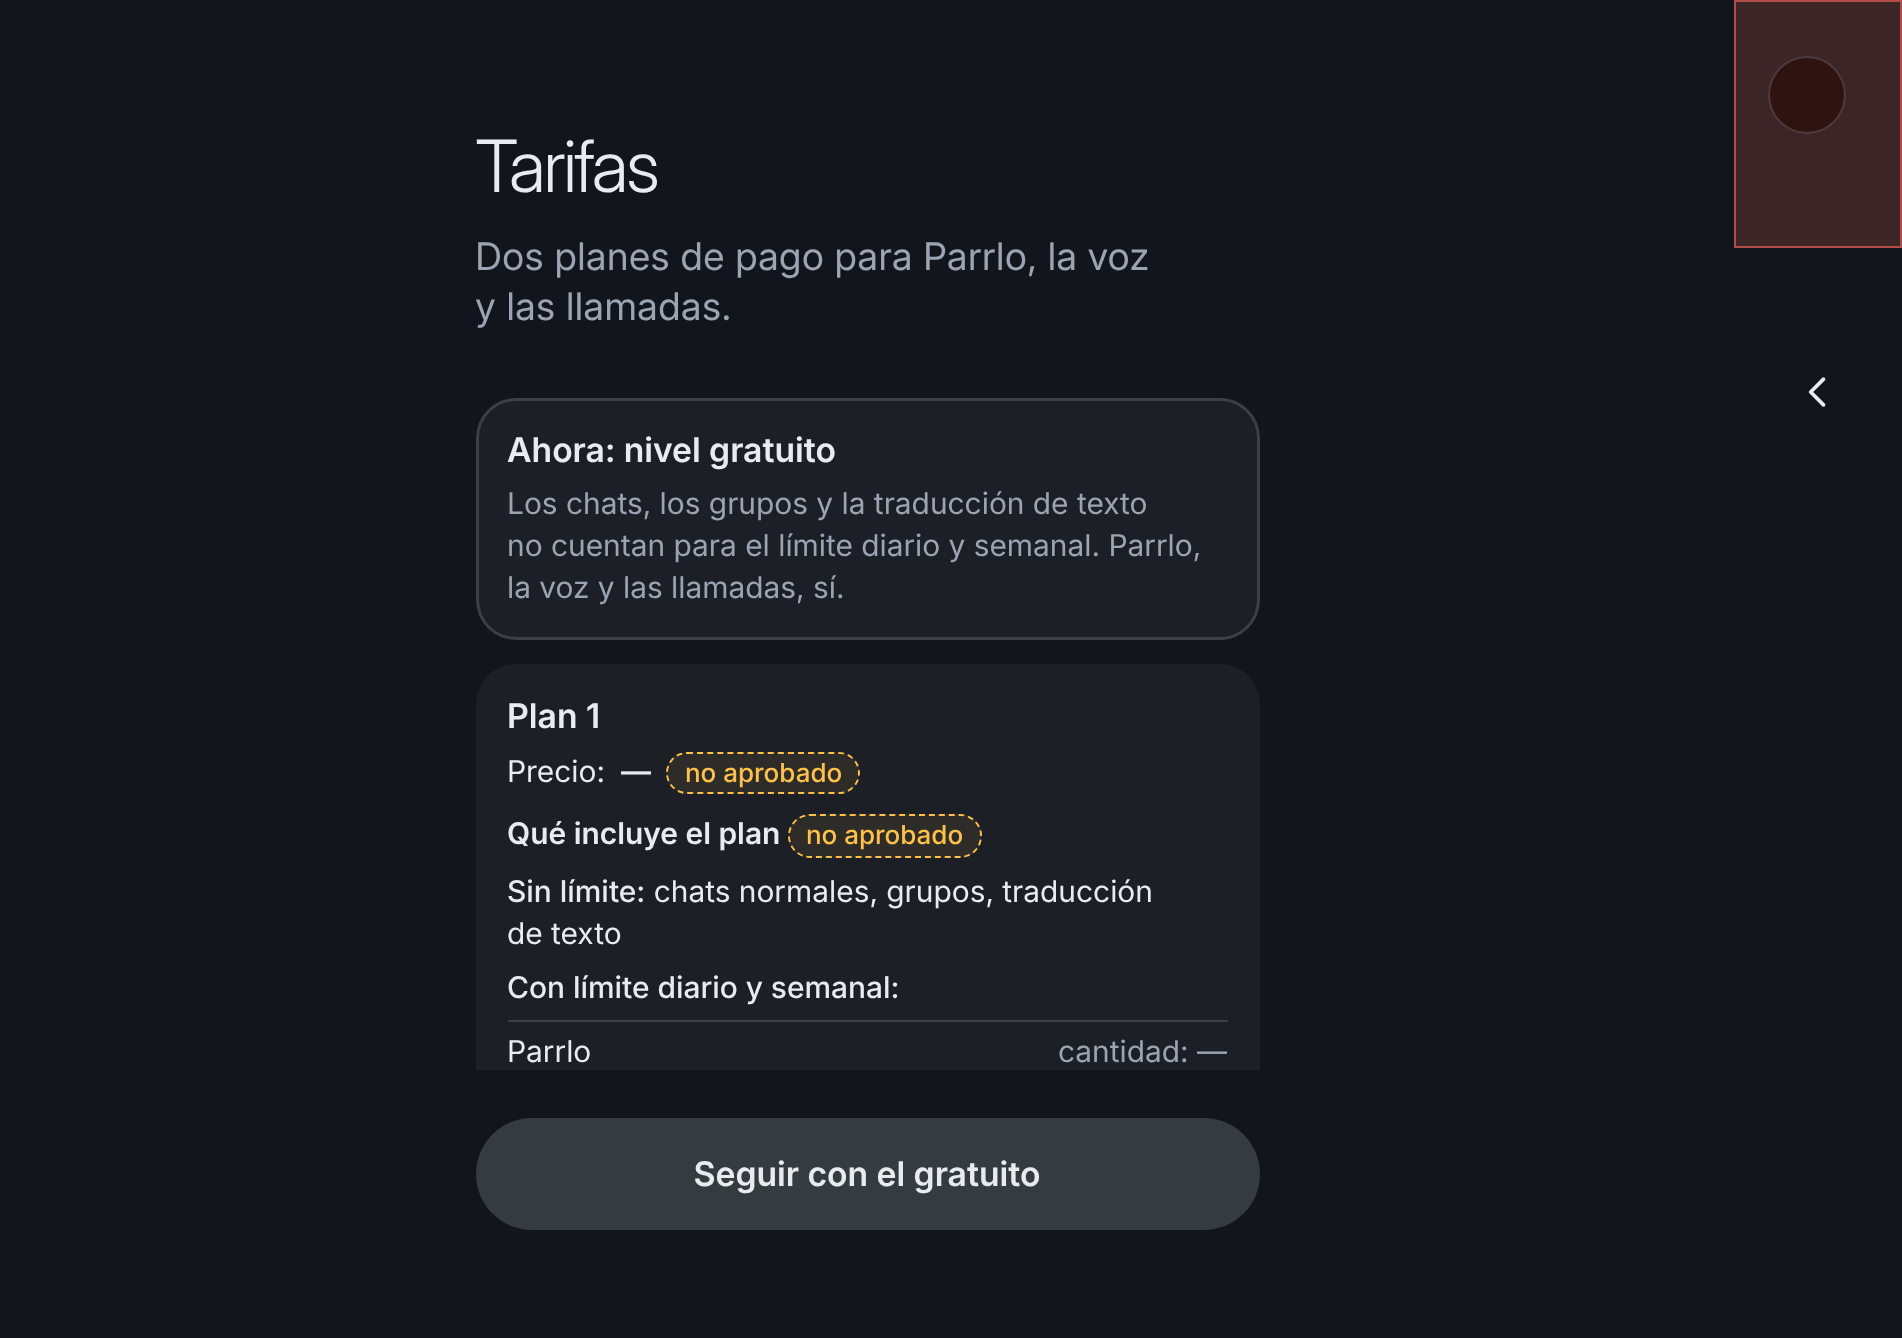 Tarifas
Dos planes de pago para Parrlo, la voz
y las llamadas.
Ahora: nivel gratuito
Los chats, los grupos y la traducción de texto
no cuentan para el límite diario y semanal. Parrlo,
la voz y las llamadas, sí.
Plan 1
Precio: — no aprobado
Qué incluye el plan no aprobado
Sin límite: chats normales, grupos, traducción
de texto
Con límite diario y semanal:
Parrlo cantidad: —
Seguir con el gratuito